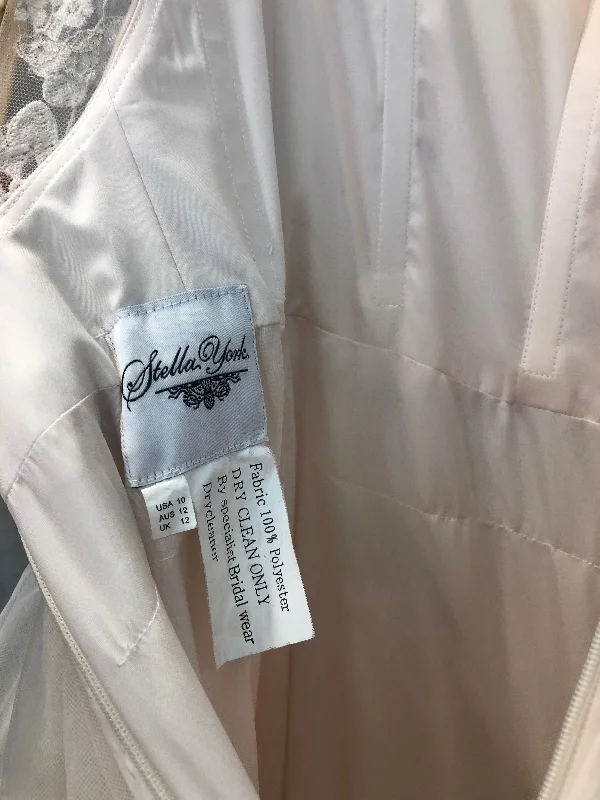 Stella York
USA 10
AUS 12
UK 12
Fabric 100% Polyester
DRY CLEAN ONLY
By specialist Bridal wear
Drycleaner